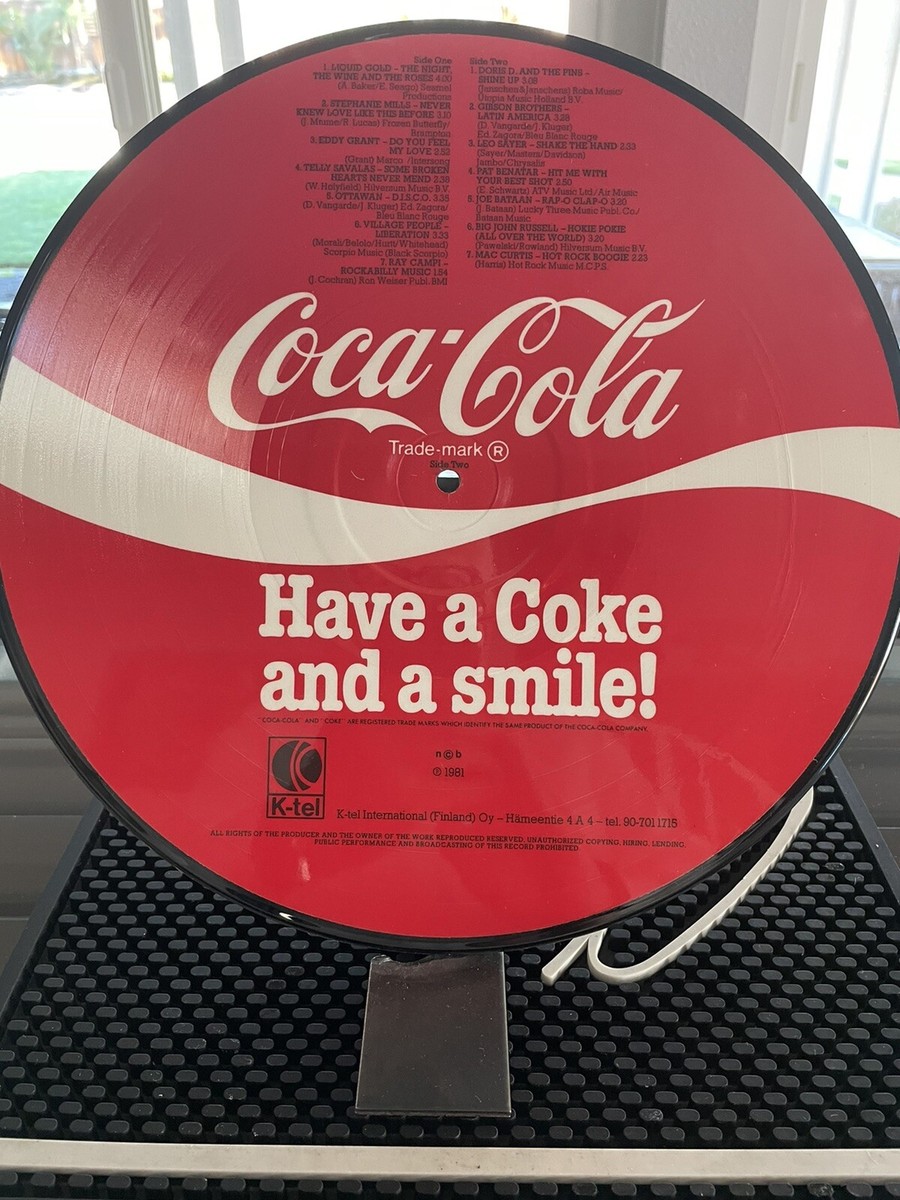 Side One
1. LIQUID GOLD – THE NIGHT,
THE WINE AND THE ROSES 4.00
(A. Baker/E. Seago) Seamel
Productions
2. STEPHANIE MILLS – NEVER
KNEW LOVE LIKE THIS BEFORE 3.10
(J. Mtume/R. Lucas) Frozen Butterfly/
Brampton
3. EDDY GRANT – DO YOU FEEL
MY LOVE 2.52
(Grant) Marco /Intersong
4. TELLY SAVALAS – SOME BROKEN
HEARTS NEVER MEND 2.38
(W. Holyfield) Hilversum Music B.V.
5. OTTAWAN – D.I.S.C.O. 3.35
(D. Vangarde/J. Kluger) Ed. Zagora/
Bleu Blanc Rouge
6. VILLAGE PEOPLE –
LIBERATION 3.33
(Morali/Belolo/Hurtt/Whitehead)
Scorpio Music (Black Scorpio)
7. RAY CAMPI –
ROCKABILLY MUSIC 1.54
(J. Cochran) Ron Weiser Publ. BMI
Side Two
1. DORIS D. AND THE PINS –
SHINE UP 3.08
(Janschen & Janschens) Roba Music/
Utopia Music Holland B.V.
2. GIBSON BROTHERS –
LATIN AMERICA 3.28
(D. Vangarde/J. Kluger)
Ed. Zagora/Bleu Blanc Rouge
3. LEO SAYER – SHAKE THE HAND 2.33
(Sayer/Masters/Davidson)
Jambo/Chrysalis
4. PAT BENATAR – HIT ME WITH
YOUR BEST SHOT 2.50
(E. Schwartz) ATV Music Ltd/Air Music
5. JOE BATAAN – RAP-O CLAP-O 3.20
(J. Bataan) Lucky Three Music Publ. Co./
Bataan Music
6. BIG JOHN RUSSELL – HOKIE POKIE
(ALL OVER THE WORLD) 3.20
(Pawelski/Rowland) Hilversum Music B.V.
7. MAC CURTIS – HOT ROCK BOOGIE 2.23
(Harris) Hot Rock Music M.C.P.S.
Coca-Cola
Trade-mark ®
Side Two
Have a Coke
and a smile!
"COCA-COLA" AND "COKE" ARE REGISTERED TRADE MARKS WHICH IDENTIFY THE SAME PRODUCT OF THE COCA-COLA COMPANY.
n©b
℗ 1981
K-tel
K-tel International (Finland) Oy – Hämeentie 4 A 4 – tel. 90-701 1715
ALL RIGHTS OF THE PRODUCER AND THE OWNER OF THE WORK REPRODUCED RESERVED. UNAUTHORIZED COPYING, HIRING, LENDING,
PUBLIC PERFORMANCE AND BROADCASTING OF THIS RECORD PROHIBITED.